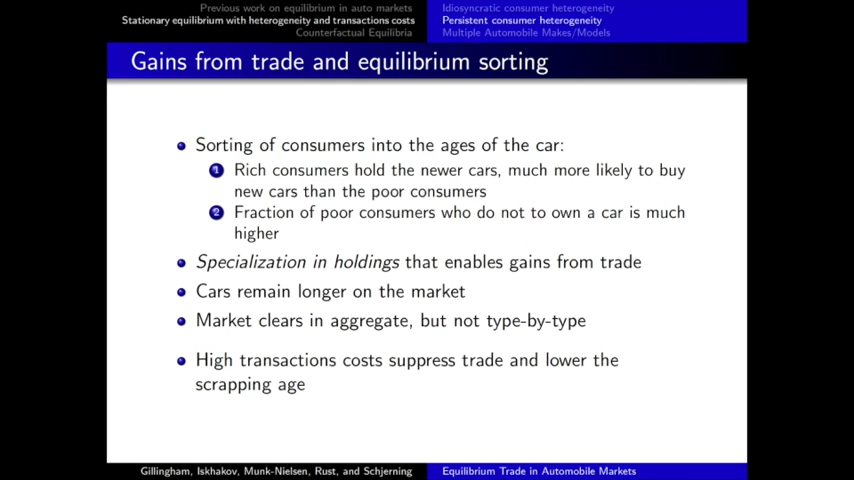 Previous work on equilibrium in auto markets
Stationary equilibrium with heterogeneity and transactions costs
Counterfactual Equilibria
Idiosyncratic consumer heterogeneity
Persistent consumer heterogeneity
Multiple Automobile Makes/Models
Gains from trade and equilibrium sorting
Sorting of consumers into the ages of the car:
1 Rich consumers hold the newer cars, much more likely to buy
new cars than the poor consumers
2 Fraction of poor consumers who do not to own a car is much
higher
Specialization in holdings that enables gains from trade
Cars remain longer on the market
Market clears in aggregate, but not type-by-type
High transactions costs suppress trade and lower the
scrapping age
Gillingham, Iskhakov, Munk-Nielsen, Rust, and Schjerning
Equilibrium Trade in Automobile Markets